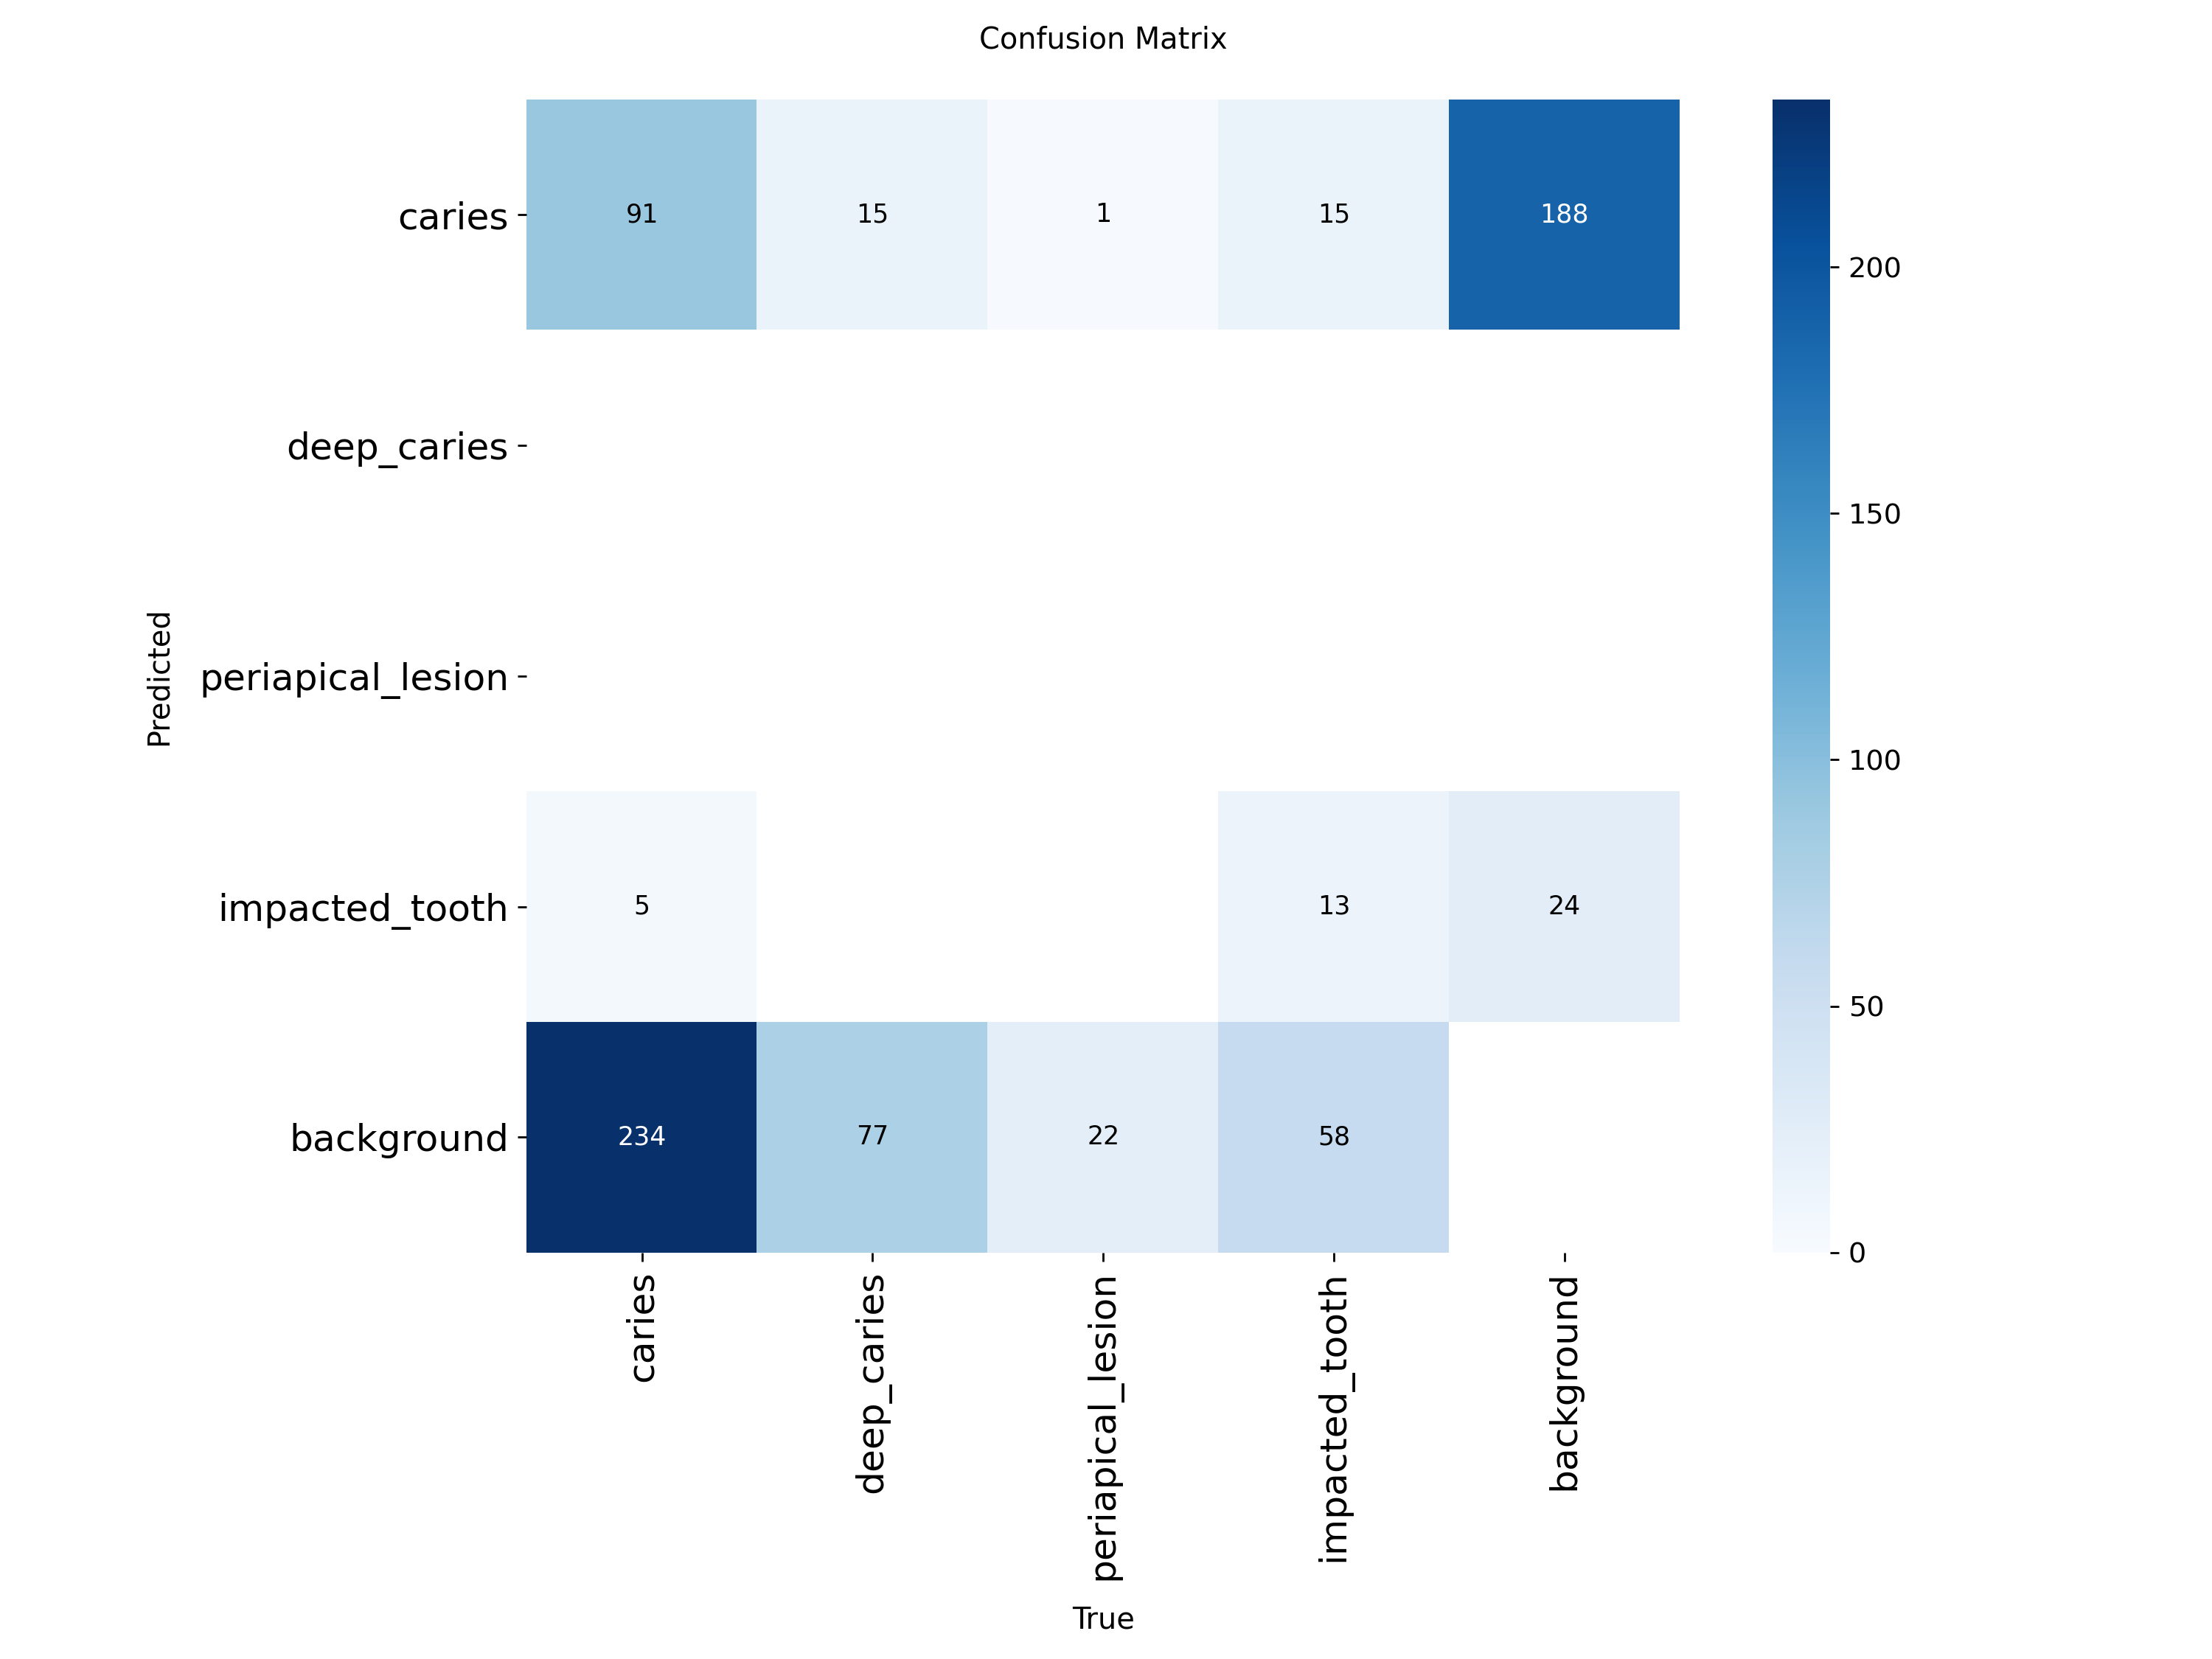 Confusion Matrix
caries
91 15 1 15 188
200
deep_caries
150
Predicted
periapical_lesion
100
impacted_tooth
5 13 24
50
background
234 77 22 58
0
caries
deep_caries
periapical_lesion
impacted_tooth
background
True